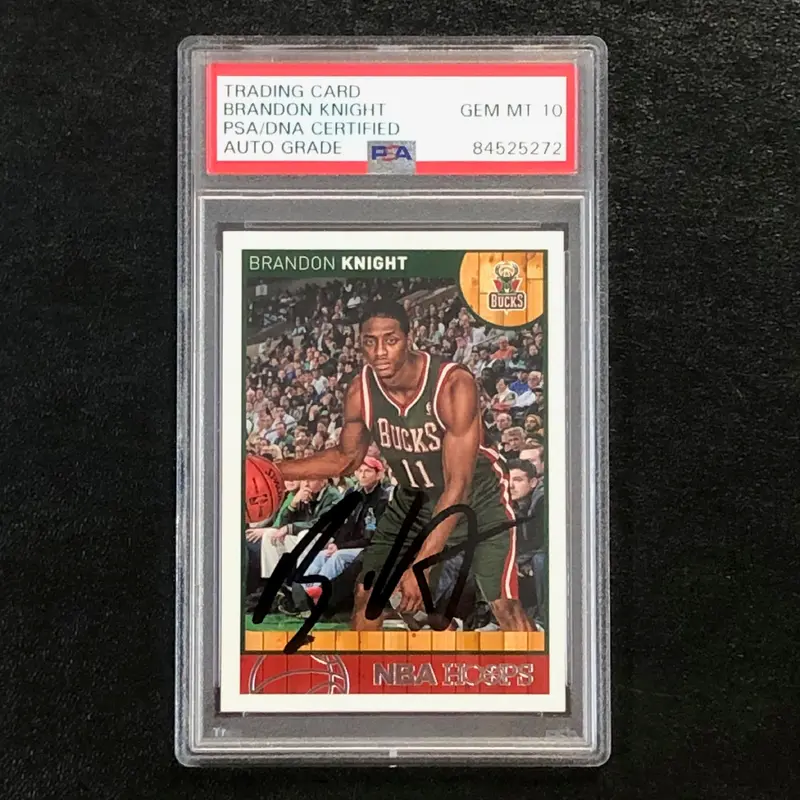 TRADING CARD
BRANDON KNIGHT GEM MT 10
PSA/DNA CERTIFIED
AUTO GRADE PSA 84525272
BRANDON KNIGHT
BUCKS
BUCKS
11
NBA HOOPS